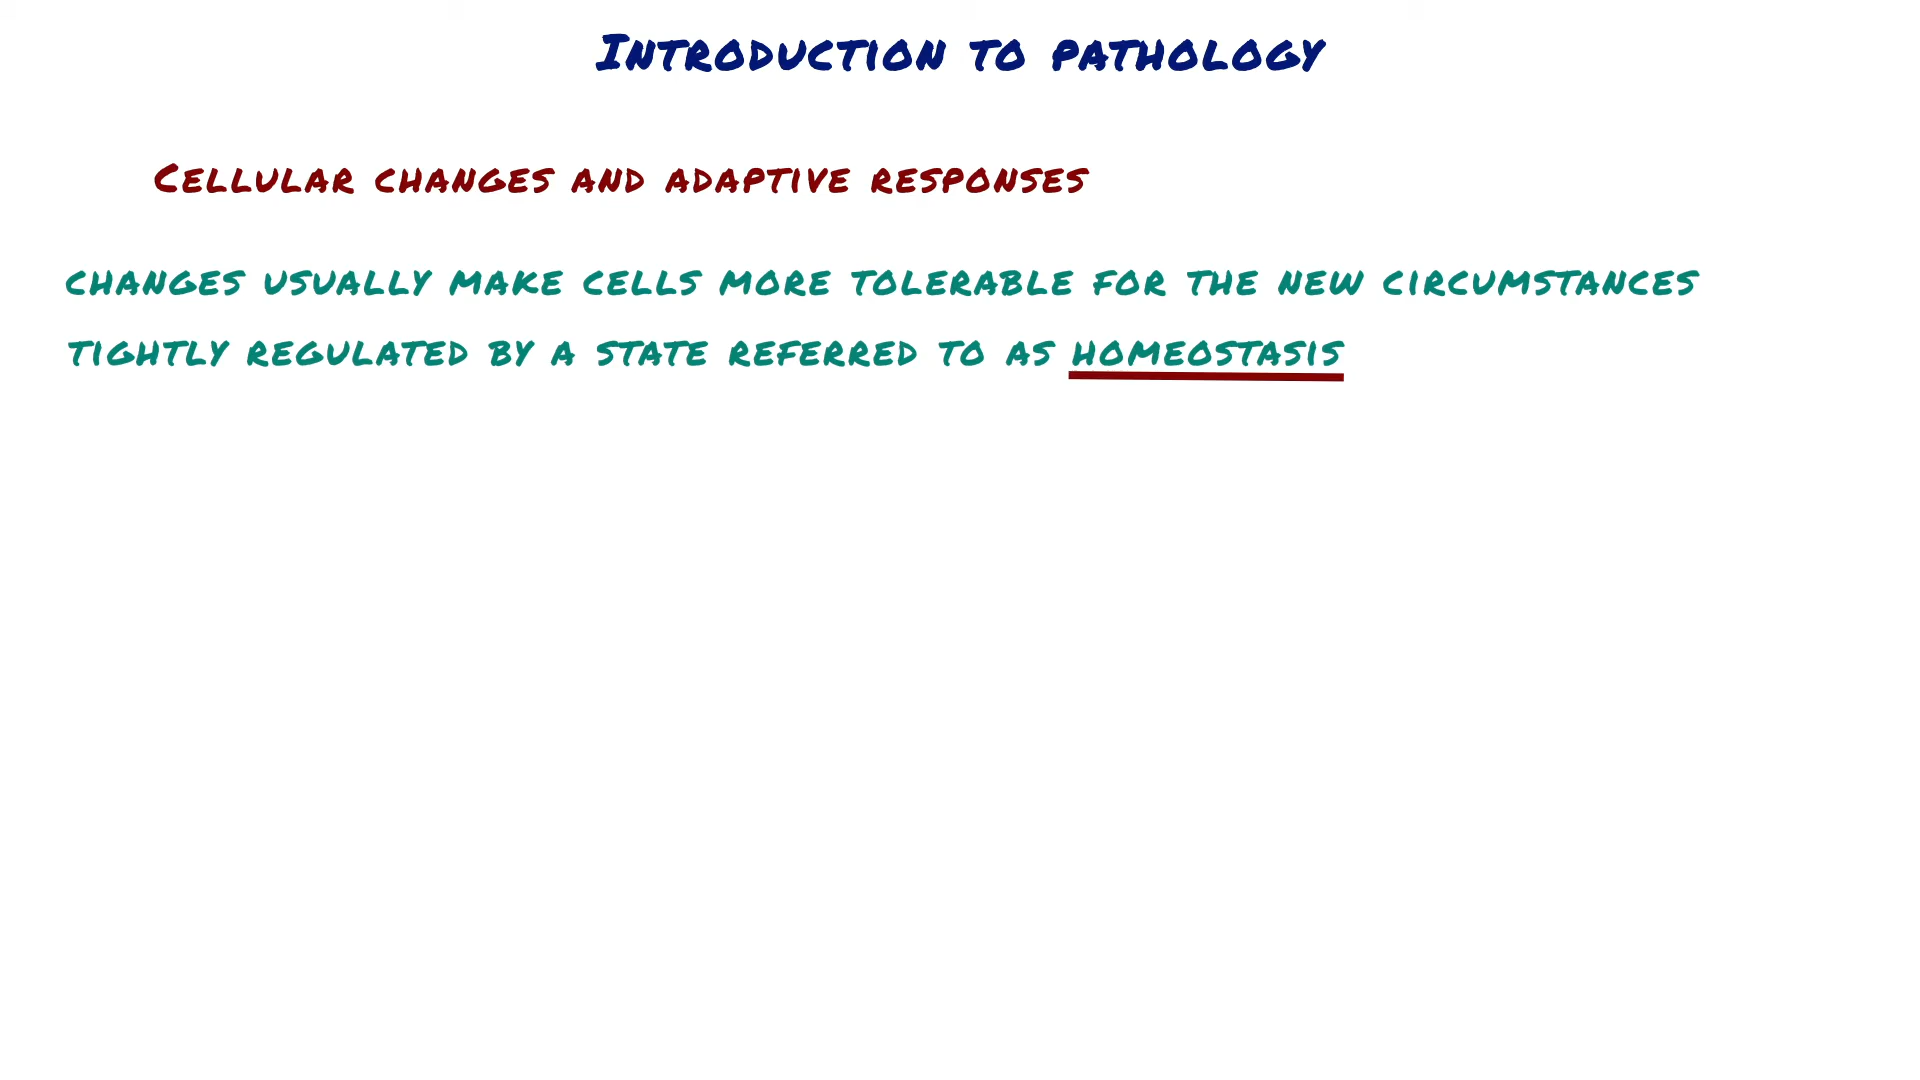 Introduction to pathology
Cellular changes and adaptive responses
changes usually make cells more tolerable for the new circumstances
tightly regulated by a state referred to as homeostasis